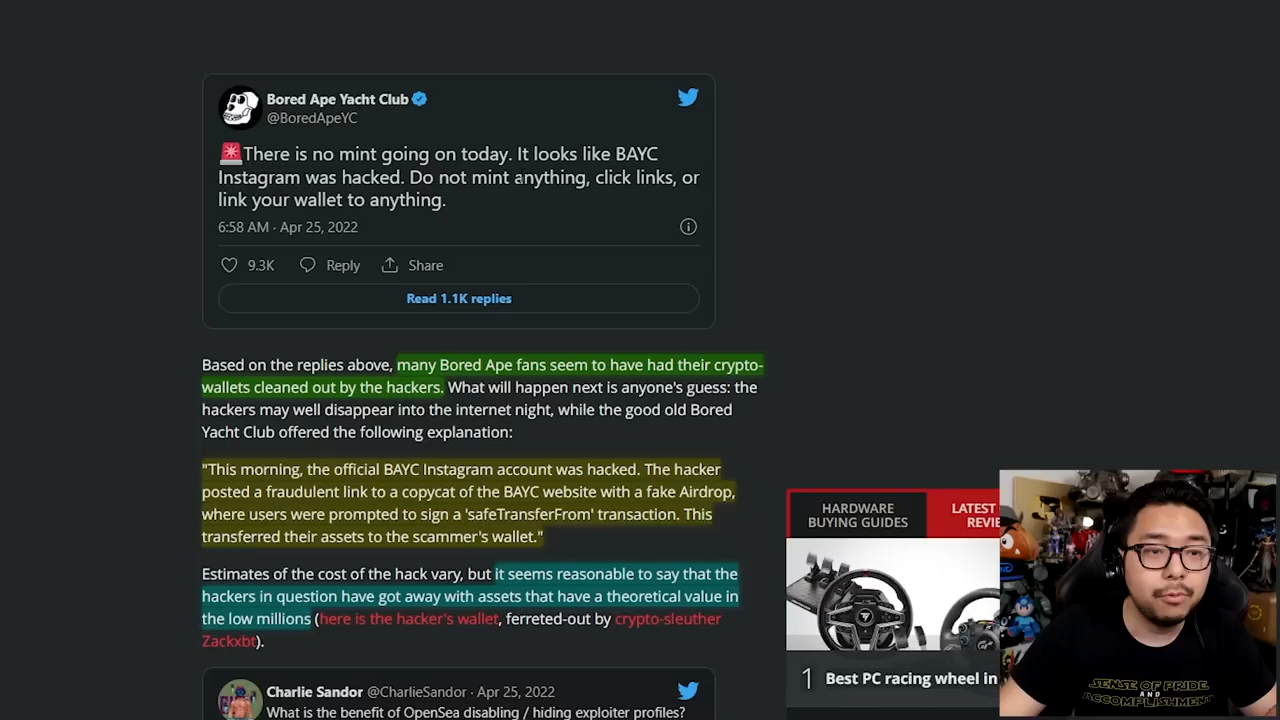 Bored Ape Yacht Club
@BoredApeYC
🚨There is no mint going on today. It looks like BAYC
Instagram was hacked. Do not mint anything, click links, or
link your wallet to anything.
6:58 AM · Apr 25, 2022
9.3K Reply Share
Read 1.1K replies
Based on the replies above, many Bored Ape fans seem to have had their crypto-
wallets cleaned out by the hackers. What will happen next is anyone's guess: the
hackers may well disappear into the internet night, while the good old Bored
Yacht Club offered the following explanation:
"This morning, the official BAYC Instagram account was hacked. The hacker
posted a fraudulent link to a copycat of the BAYC website with a fake Airdrop,
where users were prompted to sign a 'safeTransferFrom' transaction. This
transferred their assets to the scammer's wallet."
Estimates of the cost of the hack vary, but it seems reasonable to say that the
hackers in question have got away with assets that have a theoretical value in
the low millions (here is the hacker's wallet, ferreted-out by crypto-sleuther
Zackxbt).
Charlie Sandor @CharlieSandor · Apr 25, 2022
What is the benefit of OpenSea disabling / hiding exploiter profiles?
HARDWARE
BUYING GUIDES
LATEST
REVIE
1 Best PC racing wheel in
SENSE OF PRIDE
AND
ACCOMPLISHMENT